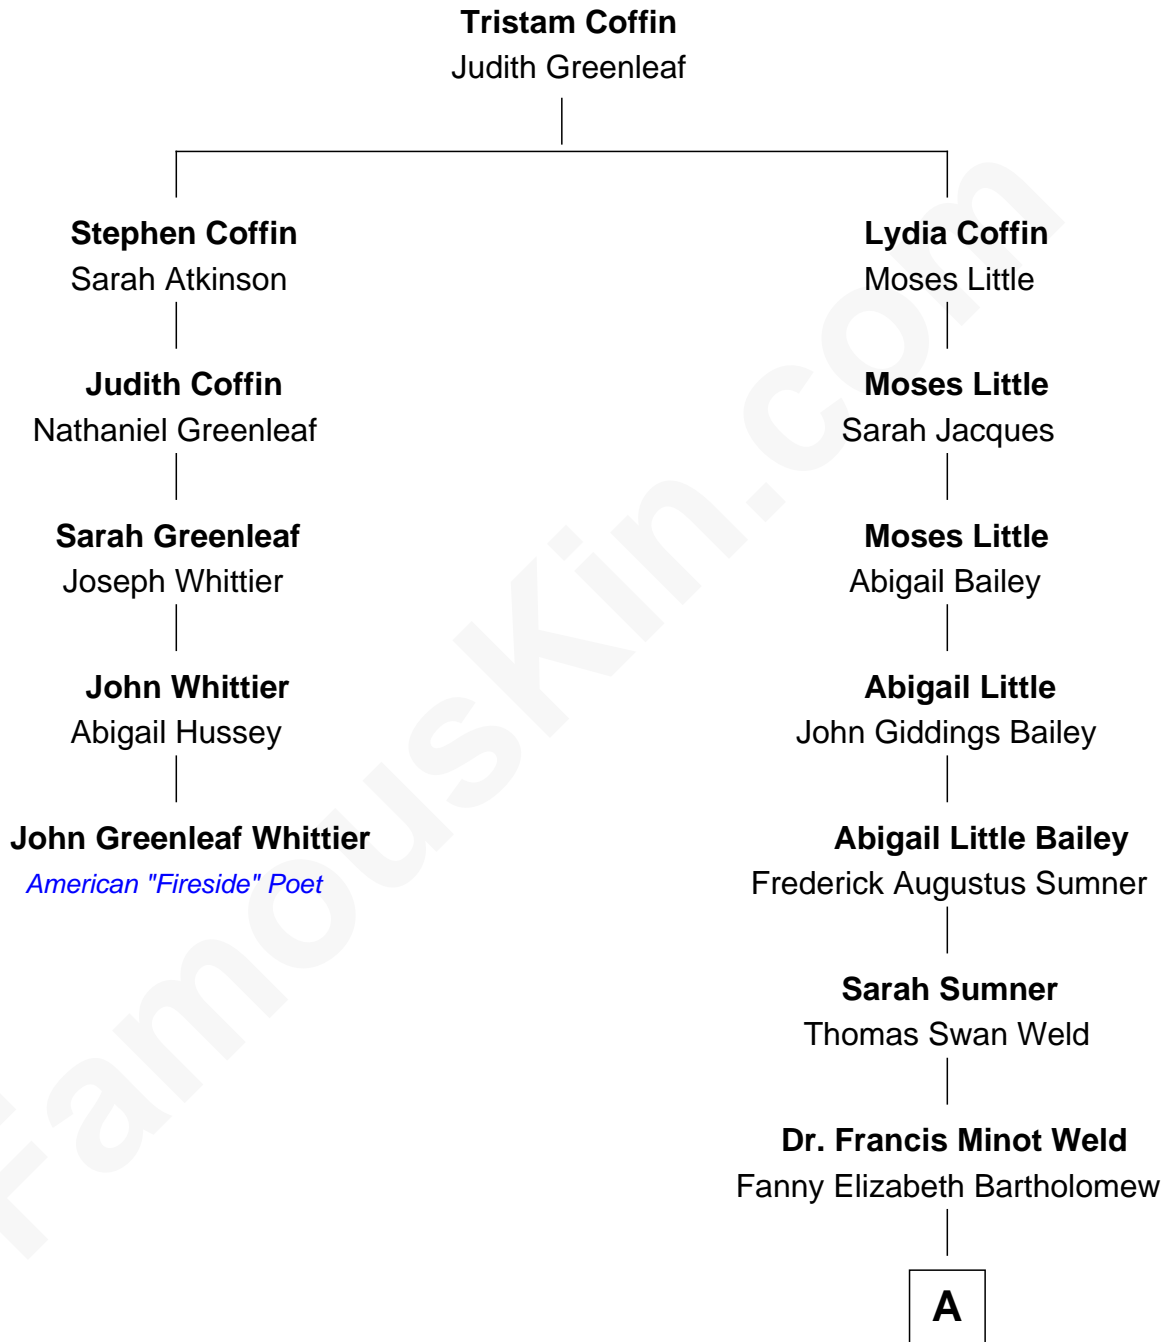 Tristam Coffin
Judith Greenleaf
Stephen Coffin
Sarah Atkinson
Judith Coffin
Nathaniel Greenleaf
Sarah Greenleaf
Joseph Whittier
John Whittier
Abigail Hussey
John Greenleaf Whittier
American "Fireside" Poet
Lydia Coffin
Moses Little
Moses Little
Sarah Jacques
Moses Little
Abigail Bailey
Abigail Little
John Giddings Bailey
Abigail Little Bailey
Frederick Augustus Sumner
Sarah Sumner
Thomas Swan Weld
Dr. Francis Minot Weld
Fanny Elizabeth Bartholomew
A
FamousKin.com